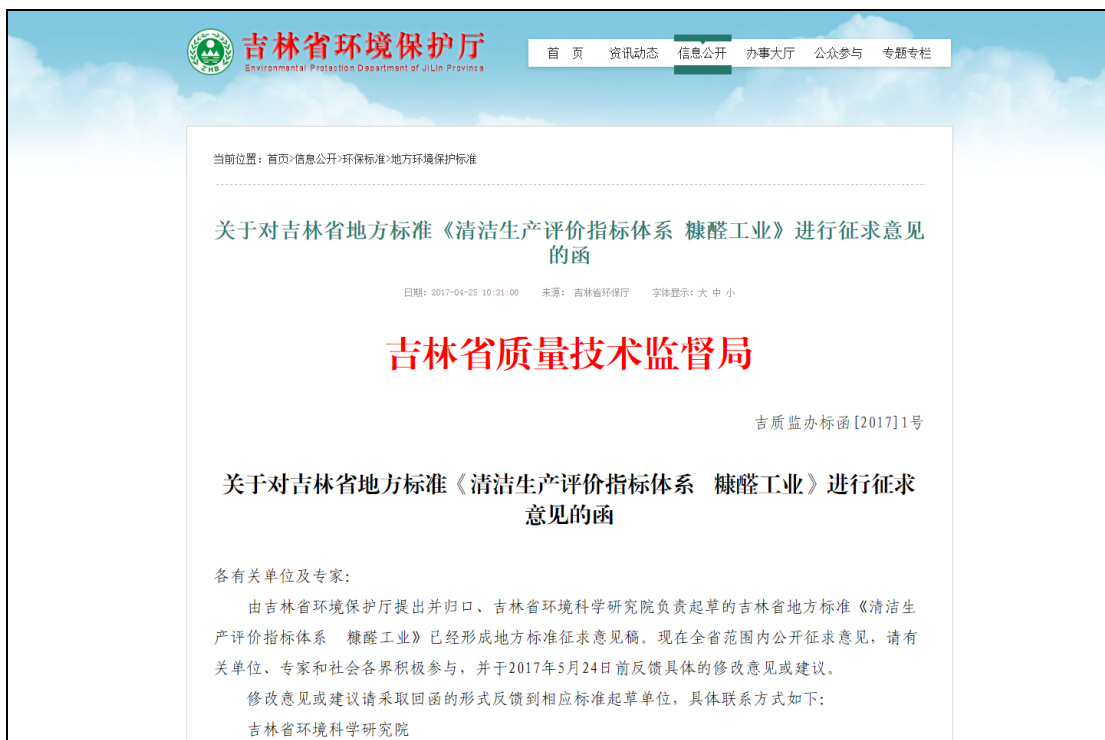 吉林省环境保护厅
Environmental Protection Department of JiLin Province
ZHB
首 页 资讯动态 信息公开 办事大厅 公众参与 专题专栏
当前位置：首页>信息公开>环保标准>地方环境保护标准
关于对吉林省地方标准《清洁生产评价指标体系 糠醛工业》进行征求意见
的函
日期：2017-04-25 10:21:00 来源： 吉林省环保厅 字体显示：大 中 小
吉林省质量技术监督局
吉质监办标函[2017]1号
关于对吉林省地方标准《清洁生产评价指标体系 糠醛工业》进行征求
意见的函
各有关单位及专家：
由吉林省环境保护厅提出并归口、吉林省环境科学研究院负责起草的吉林省地方标准《清洁生
产评价指标体系 糠醛工业》已经形成地方标准征求意见稿。现在全省范围内公开征求意见，请有
关单位、专家和社会各界积极参与，并于2017年5月24日前反馈具体的修改意见或建议。
修改意见或建议请采取回函的形式反馈到相应标准起草单位，具体联系方式如下：
吉林省环境科学研究院